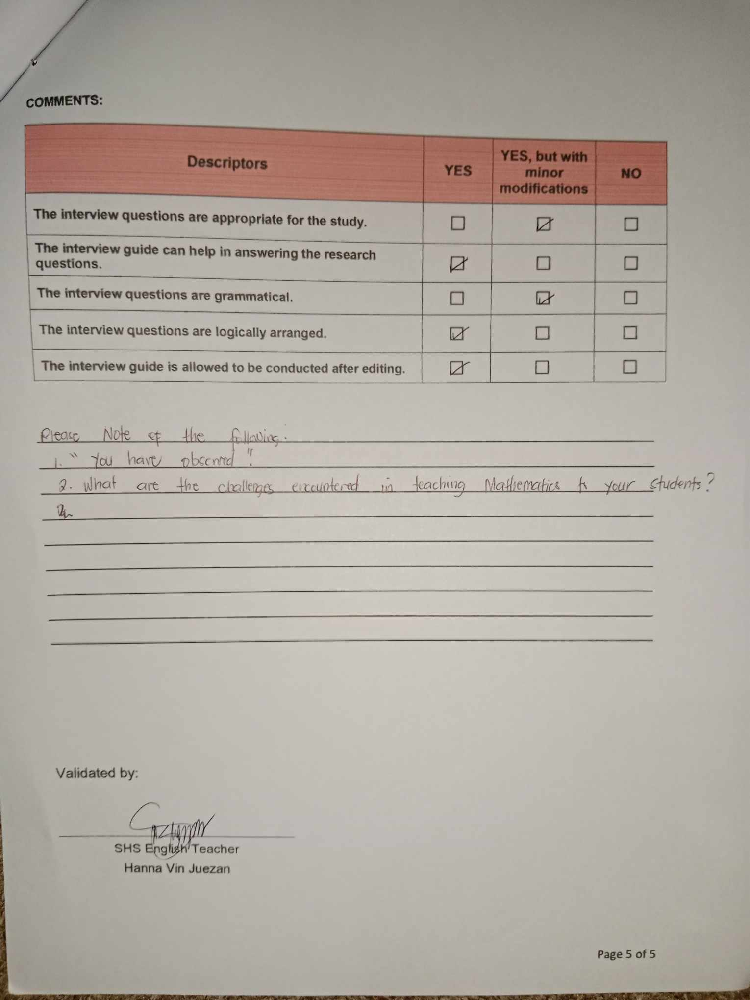 COMMENTS:
Descriptors
YES
YES, but with
minor
modifications
NO
The interview questions are appropriate for the study.
The interview guide can help in answering the research
questions.
The interview questions are grammatical.
The interview questions are logically arranged.
The interview guide is allowed to be conducted after editing.
Please Note of the following:
1. "You have observed".
2. What are the challenges encountered in teaching Mathematics to your students?
Validated by:
SHS English Teacher
Hanna Vin Juezan
Page 5 of 5